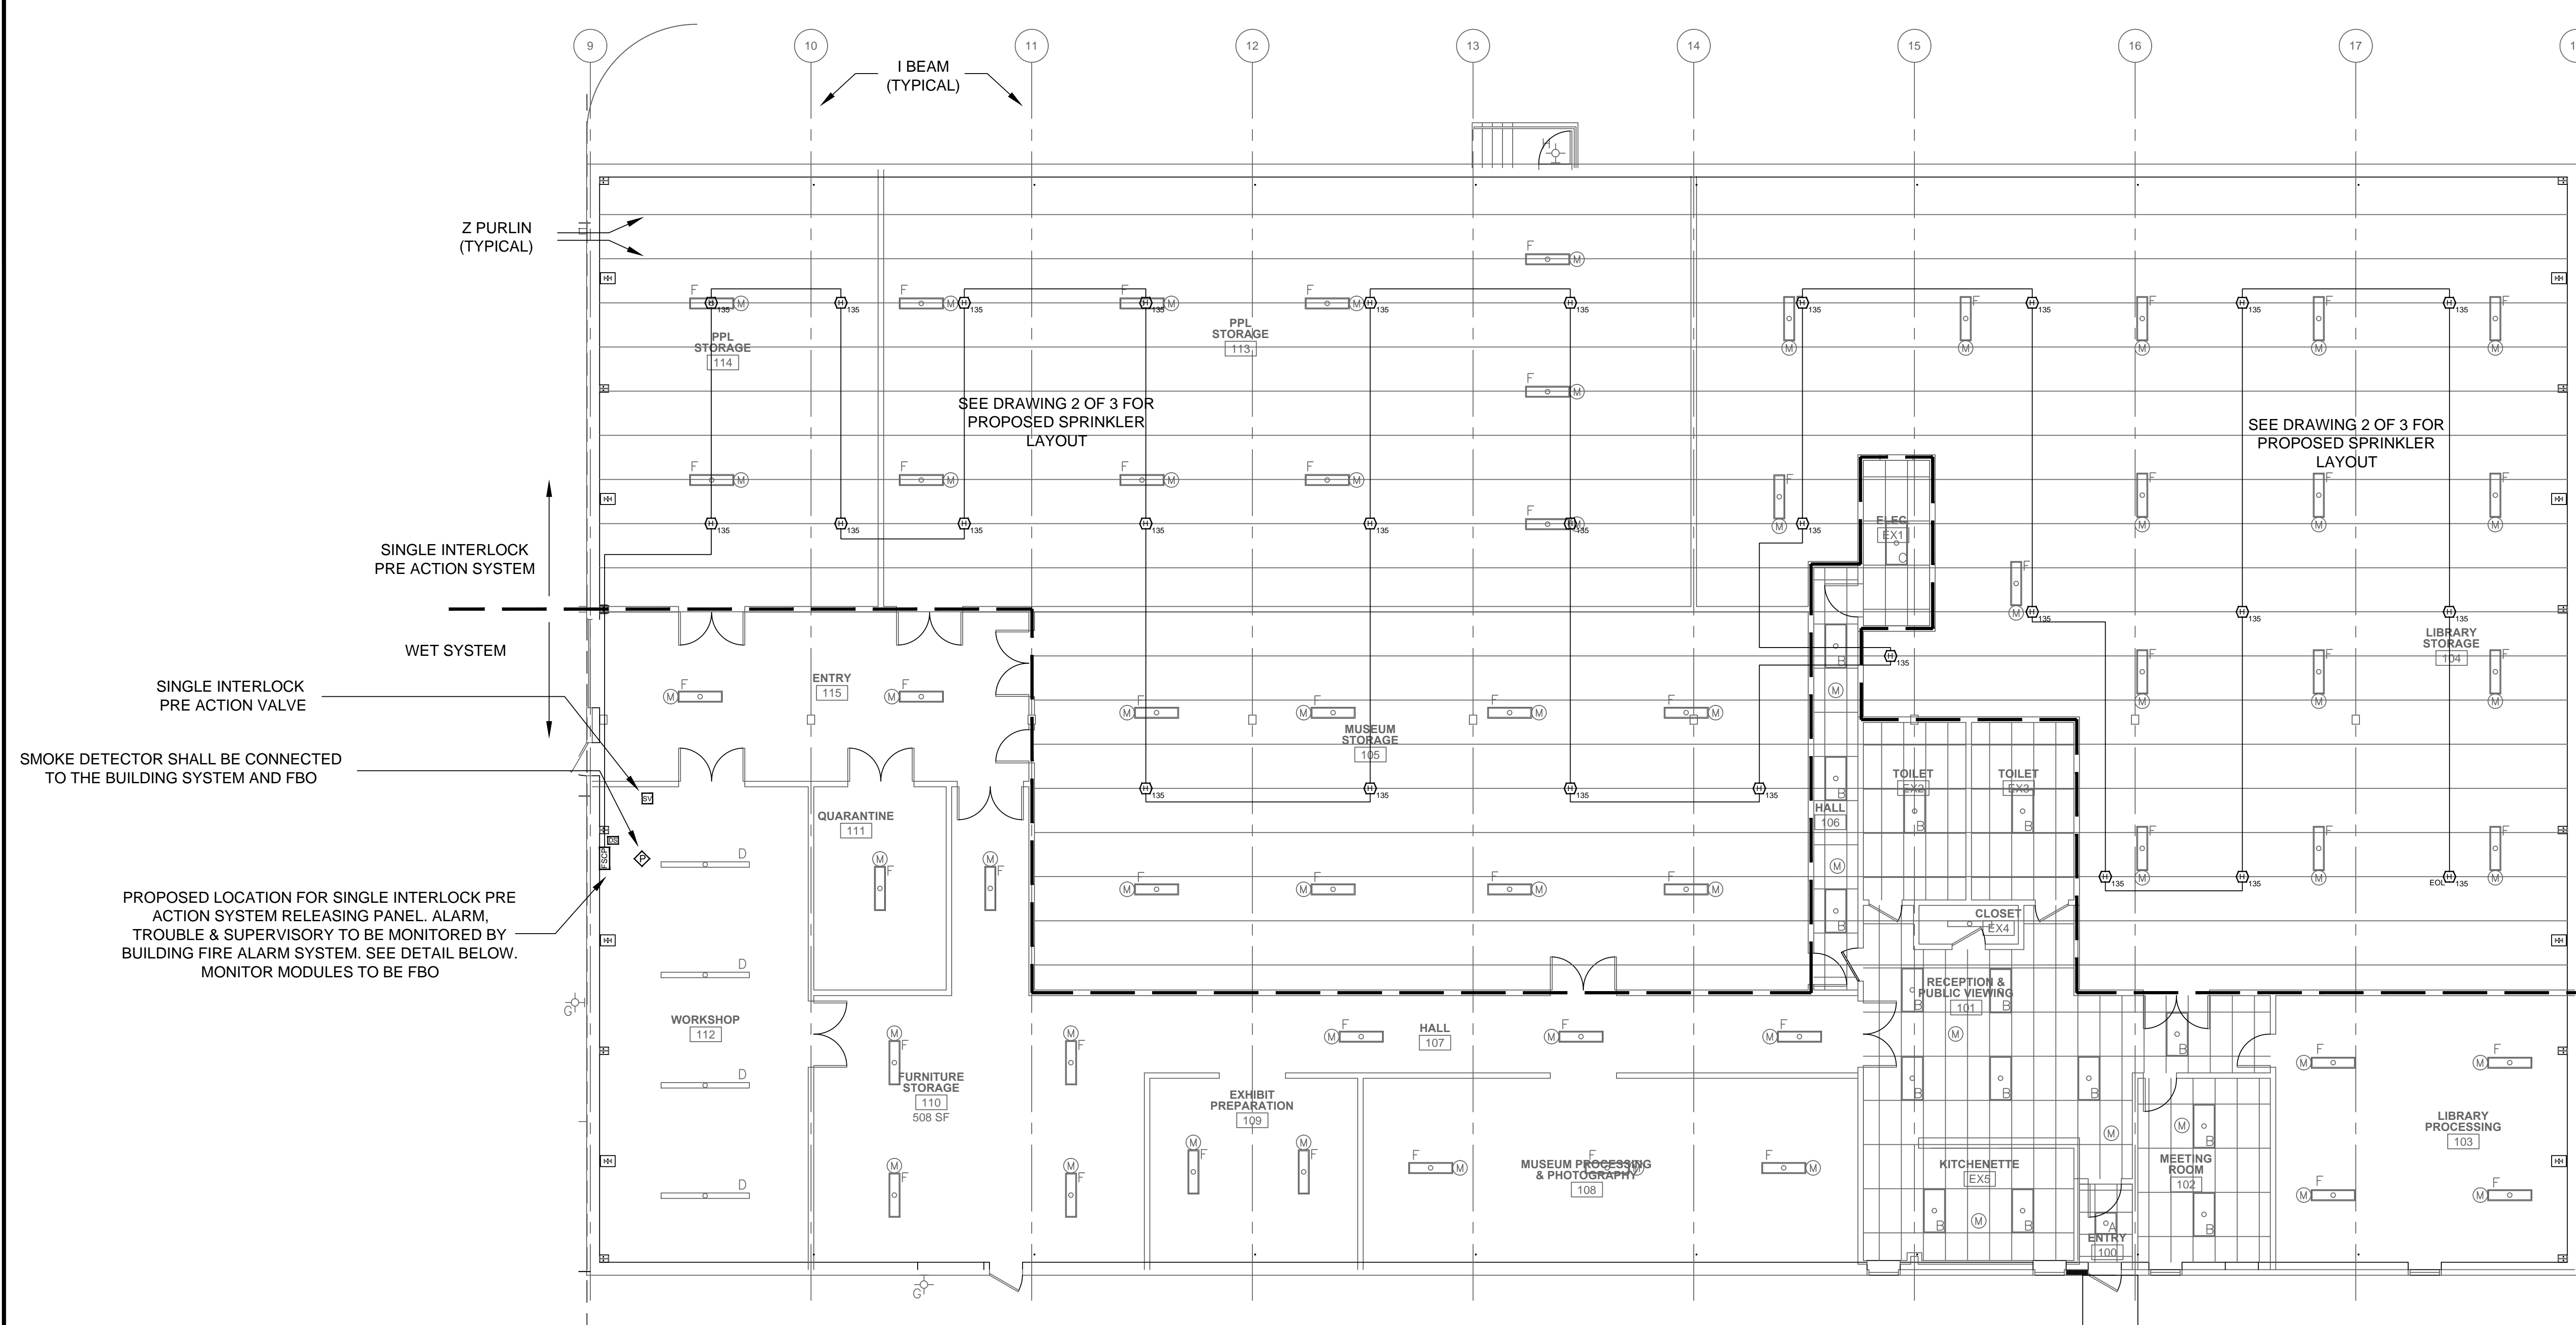 9
10
11
12
13
14
15
16
17
I BEAM
(TYPICAL)
H
Z PURLIN
(TYPICAL)
PPL
STORAGE
114
PPL
STORAGE
113
SEE DRAWING 2 OF 3 FOR
PROPOSED SPRINKLER
LAYOUT
SEE DRAWING 2 OF 3 FOR
PROPOSED SPRINKLER
LAYOUT
SINGLE INTERLOCK
PRE ACTION SYSTEM
ELEC
EX1
C
WET SYSTEM
ENTRY
115
LIBRARY
STORAGE
104
SINGLE INTERLOCK
PRE ACTION VALVE
SMOKE DETECTOR SHALL BE CONNECTED
TO THE BUILDING SYSTEM AND FBO
MUSEUM
STORAGE
105
SV
TOILET
EX2
TOILET
EX3
QUARANTINE
111
HALL
106
FSCP
P
PROPOSED LOCATION FOR SINGLE INTERLOCK PRE
ACTION SYSTEM RELEASING PANEL. ALARM,
TROUBLE & SUPERVISORY TO BE MONITORED BY
BUILDING FIRE ALARM SYSTEM. SEE DETAIL BELOW.
MONITOR MODULES TO BE FBO
EOL
135
CLOSET
EX4
RECEPTION &
PUBLIC VIEWING
101
WORKSHOP
112
HALL
107
FURNITURE
STORAGE
110
508 SF
EXHIBIT
PREPARATION
109
MUSEUM PROCESSING
& PHOTOGRAPHY
108
KITCHENETTE
EX5
MEETING
ROOM
102
LIBRARY
PROCESSING
103
A
ENTRY
100
G
G